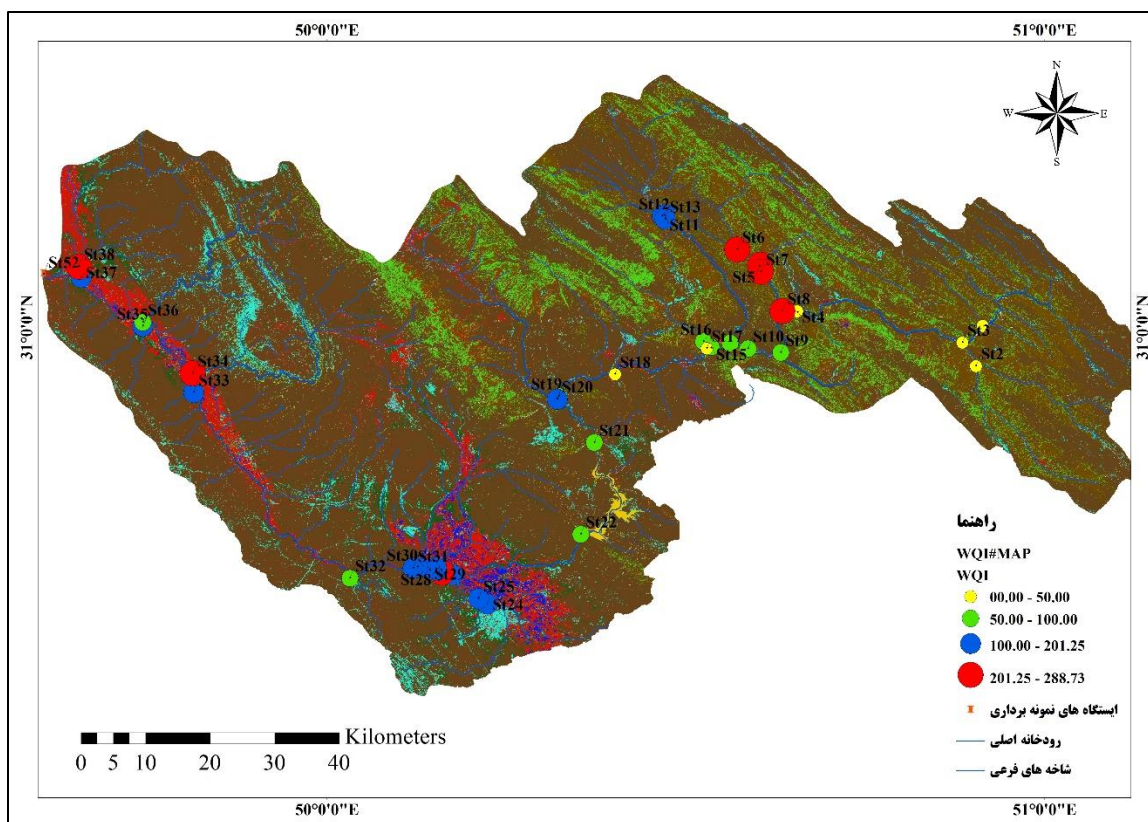 50°0'0"E
51°0'0"E
N
W
E
S
31°0'0"N
31°0'0"N
St12
St13
St11
St6
St7
St5
St8
St4
St3
St2
St52
St38
St37
St35
St36
St34
St33
St16
St17
St15
St10
St9
St18
St19
St20
St21
St22
St32
St30
St31
St28
St29
St25
St24
راهنما
WQI#MAP
WQI
00.00 - 50.00
50.00 - 100.00
100.00 - 201.25
201.25 - 288.73
ایستگاه های نمونه برداری
رودخانه اصلی
شاخه های فرعی
Kilometers
0 5 10 20 30 40
50°0'0"E
51°0'0"E